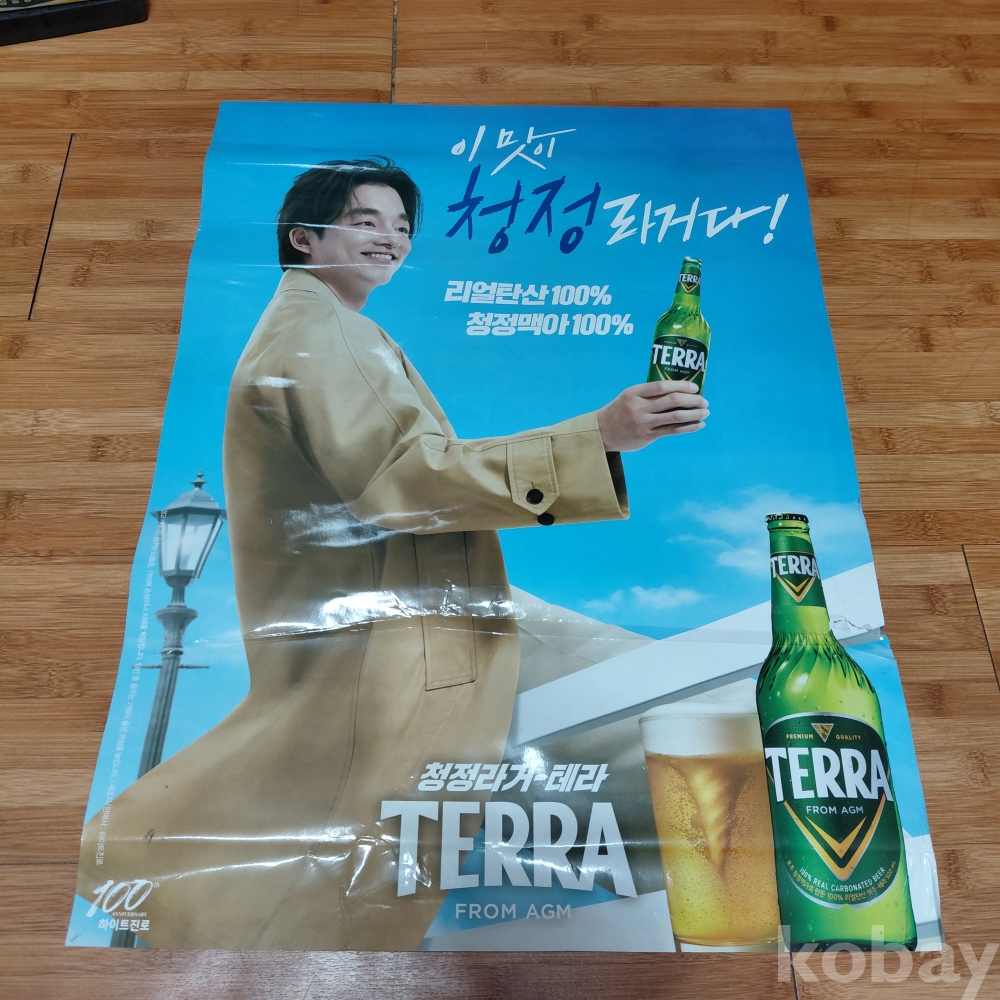 이 맛이
청정 라거다!
리얼탄산 100%
청정맥아 100%
TERRA
TERRA
FROM AGM
TERRA
PREMIUM QUALITY
TERRA
FROM AGM
100% REAL CARBONATED BEER
청정라거-테라
TERRA
FROM AGM
100th
ANNIVERSARY
하이트진로
kobay